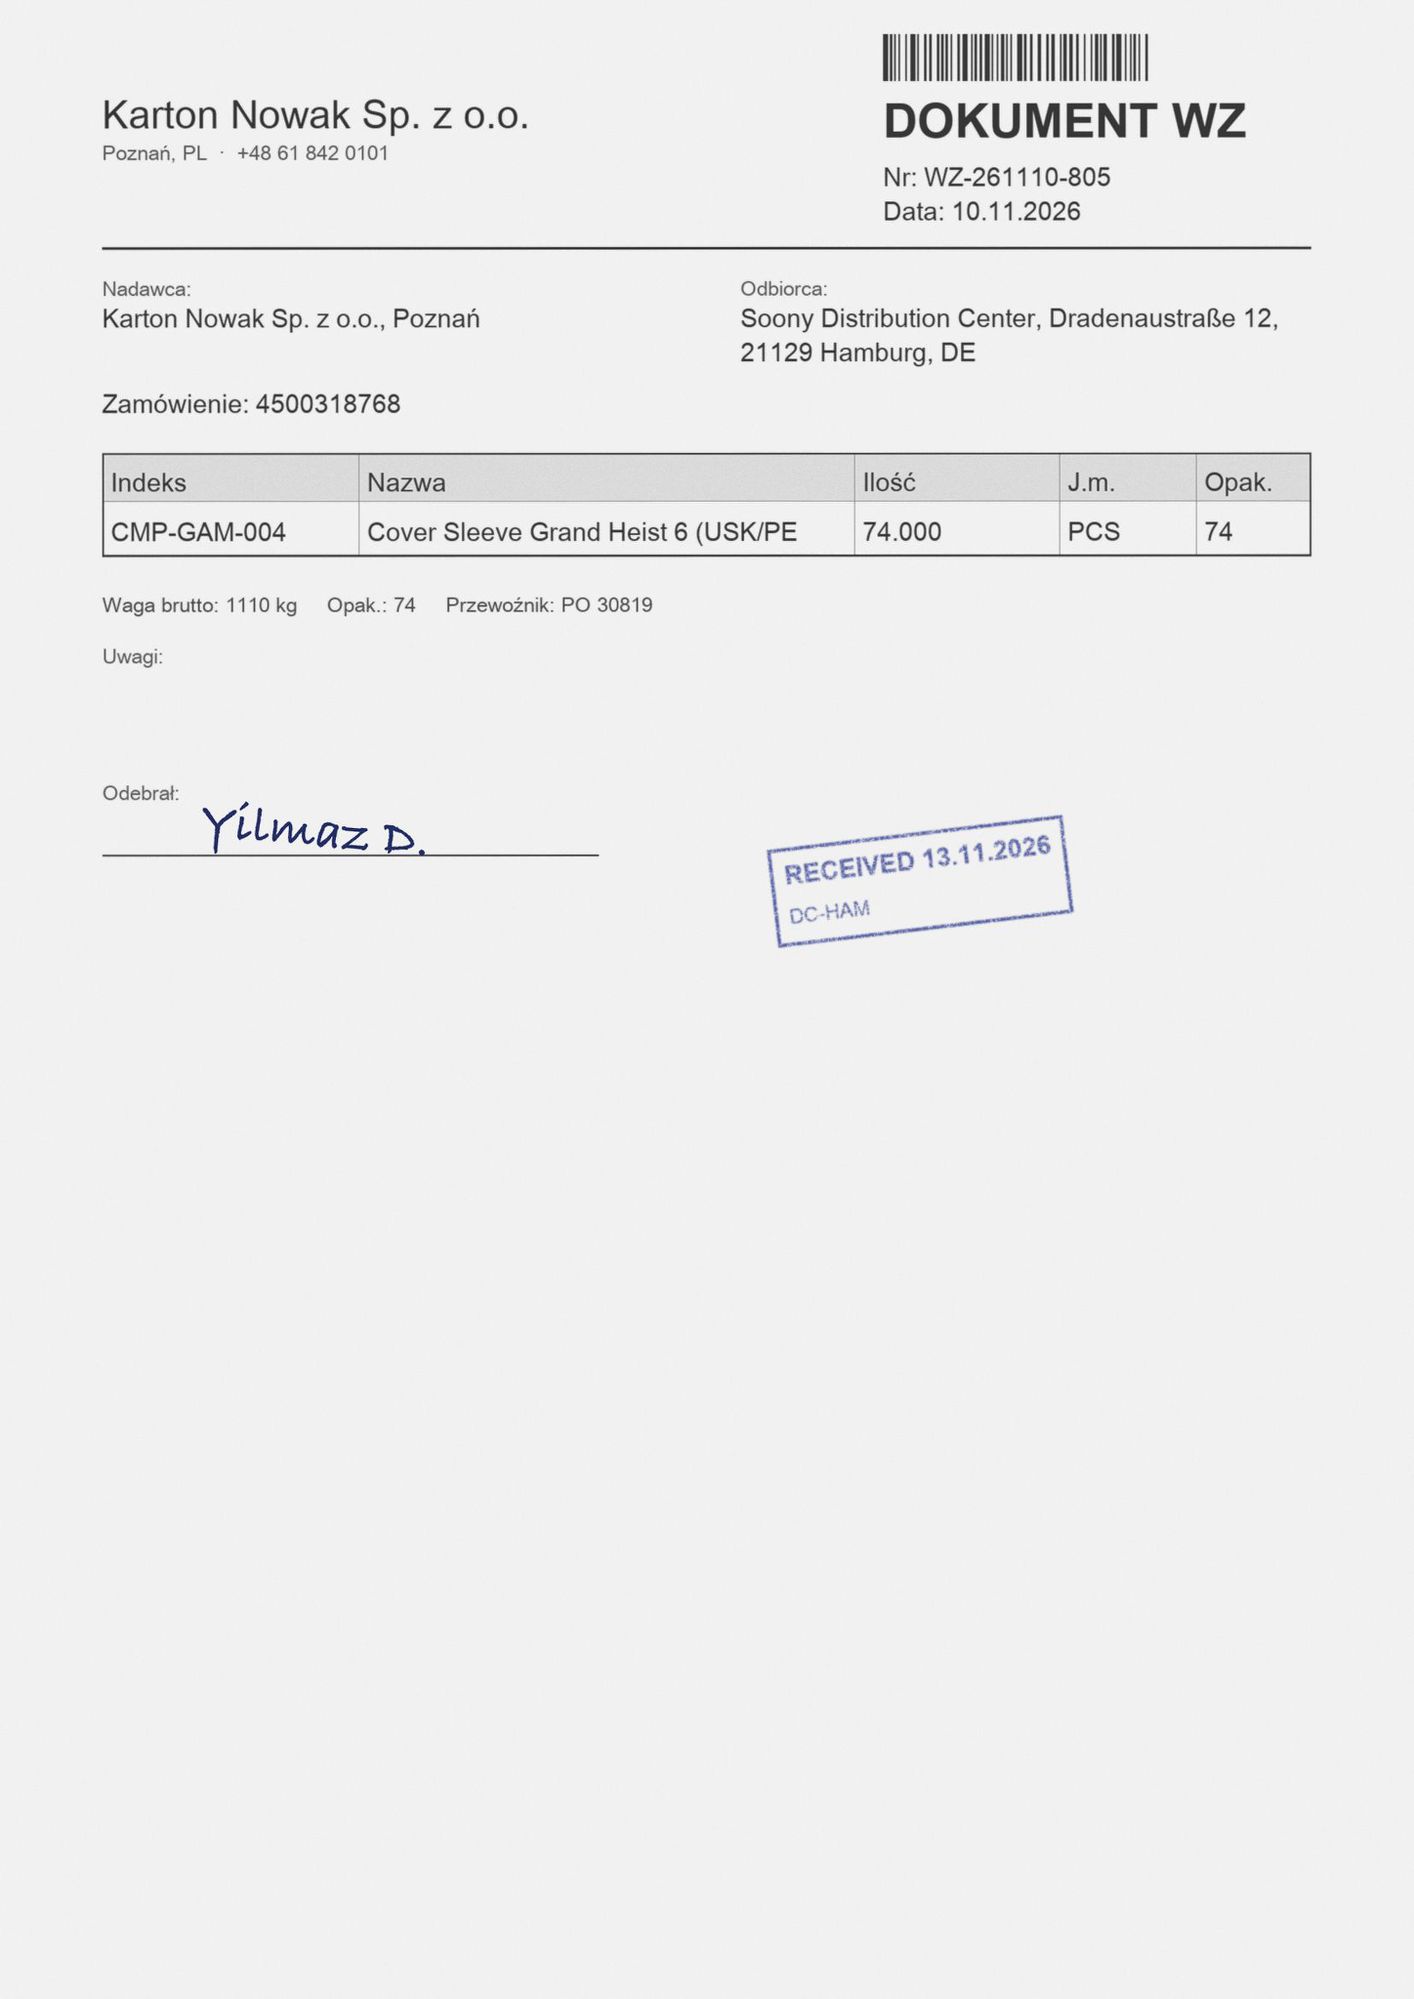 Karton Nowak Sp. z o.o.
Poznań, PL · +48 61 842 0101
DOKUMENT WZ
Nr: WZ-261110-805
Data: 10.11.2026
Nadawca:
Karton Nowak Sp. z o.o., Poznań
Odbiorca:
Soony Distribution Center, Dradenaustraße 12,
21129 Hamburg, DE
Zamówienie: 4500318768
Indeks Nazwa Ilość J.m. Opak.
CMP-GAM-004 Cover Sleeve Grand Heist 6 (USK/PE 74.000 PCS 74
Waga brutto: 1110 kg Opak.: 74 Przewoźnik: PO 30819
Uwagi:
Odebrał:
Yilmaz D.
RECEIVED 13.11.2026
DC-HAM